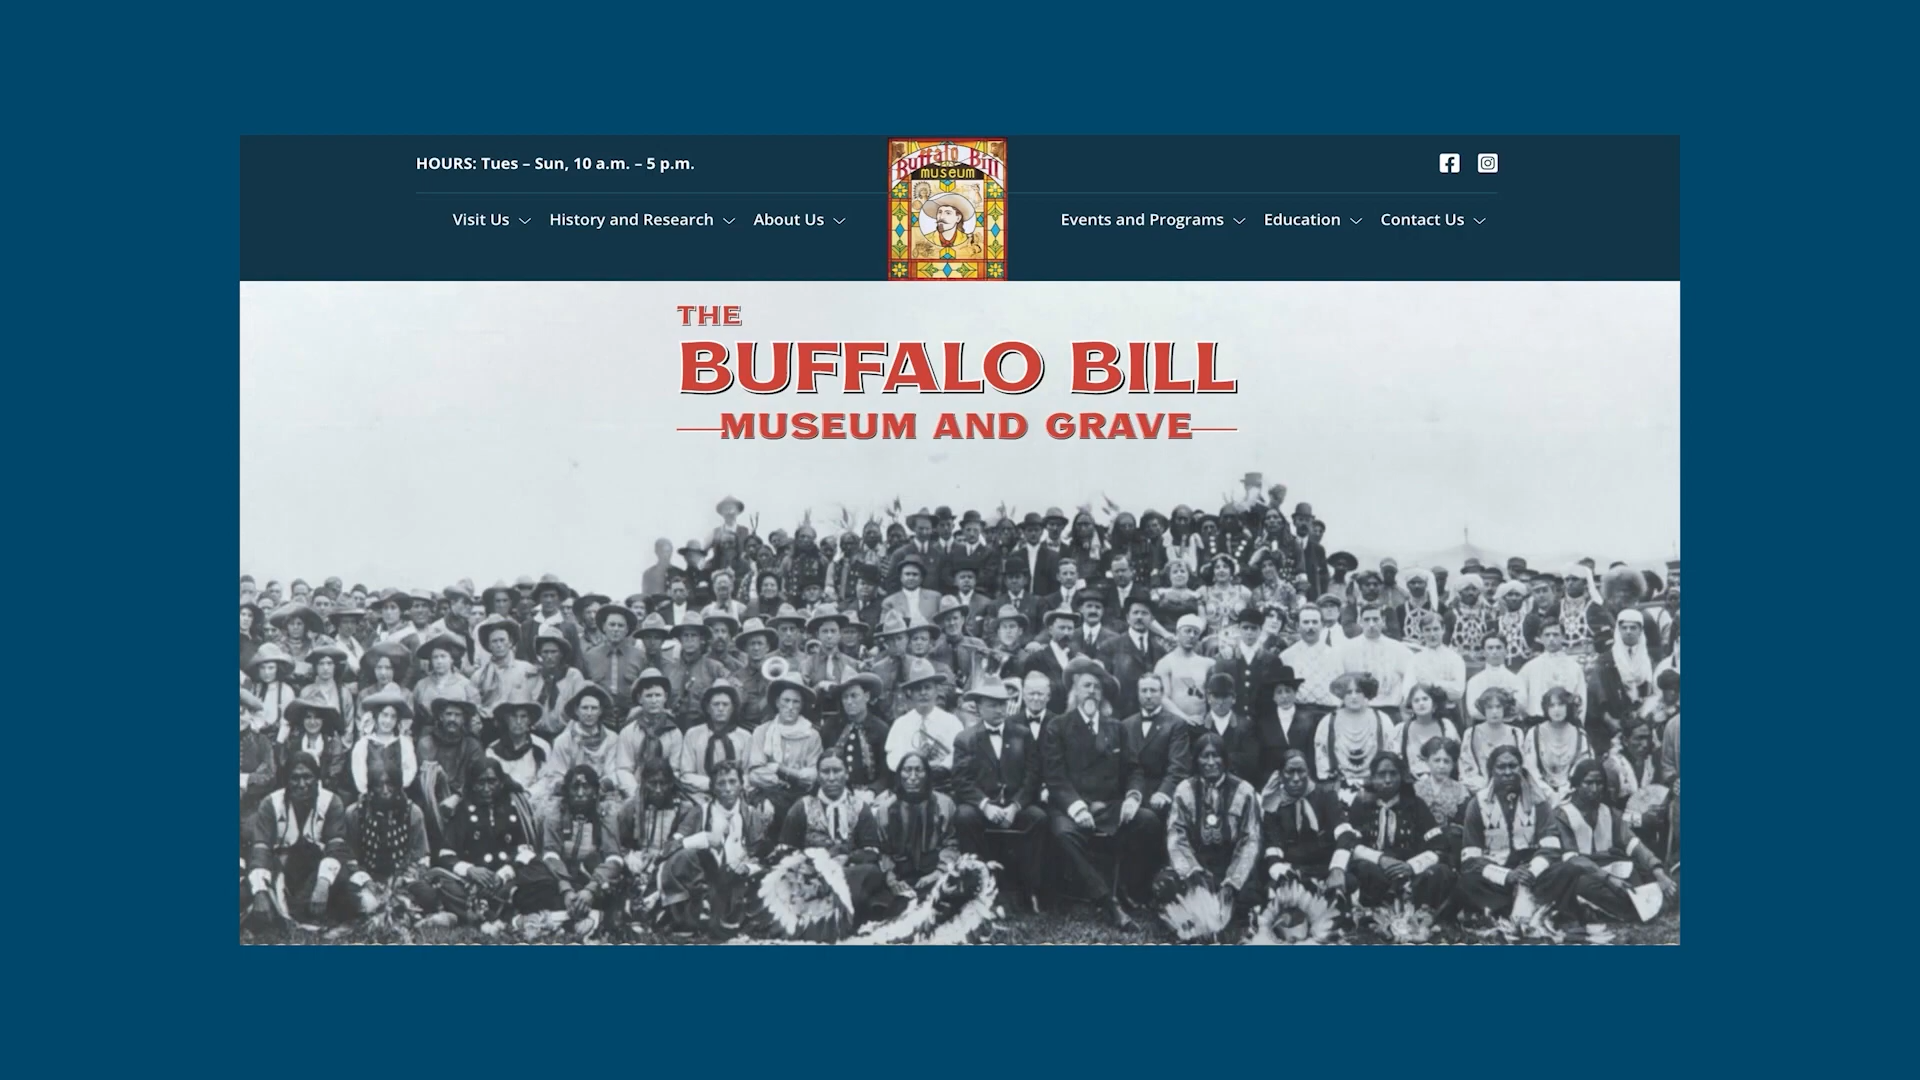 HOURS: Tues – Sun, 10 a.m. – 5 p.m.
Visit Us
History and Research
About Us
Buffalo Bill
museum
Events and Programs
Education
Contact Us
THE
BUFFALO BILL
MUSEUM AND GRAVE